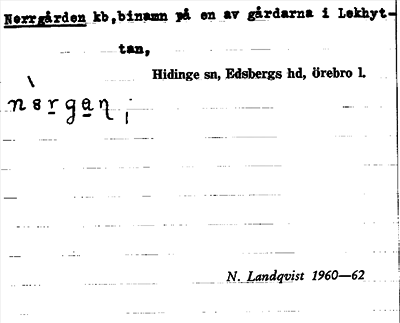 Norrgården kb, binamn på en av gårdarna i Lekhyt-
tan,
Hidinge sn, Edsbergs hd, örebro l.
N. Landqvist 1960—62